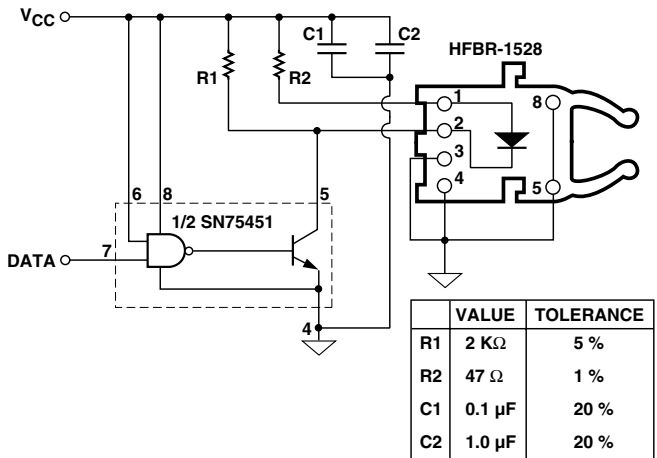 V_CC
C1
C2
HFBR-1528
R1
R2
1
8
2
3
4
5
6
8
5
1/2 SN75451
DATA
7
4
VALUE TOLERANCE
R1 2 KΩ 5 %
R2 47 Ω 1 %
C1 0.1 µF 20 %
C2 1.0 µF 20 %